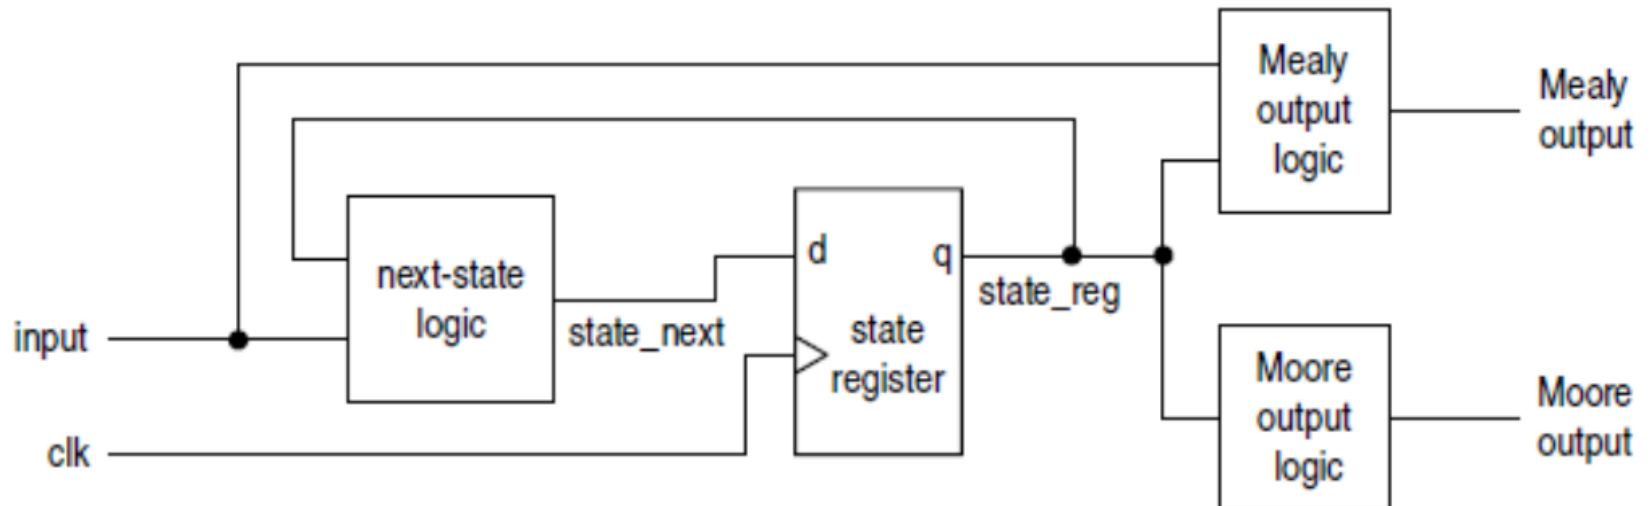 Mealy
output
logic
Mealy
output
next-state
logic
input
state_next
d
q
state
register
state_reg
clk
Moore
output
logic
Moore
output